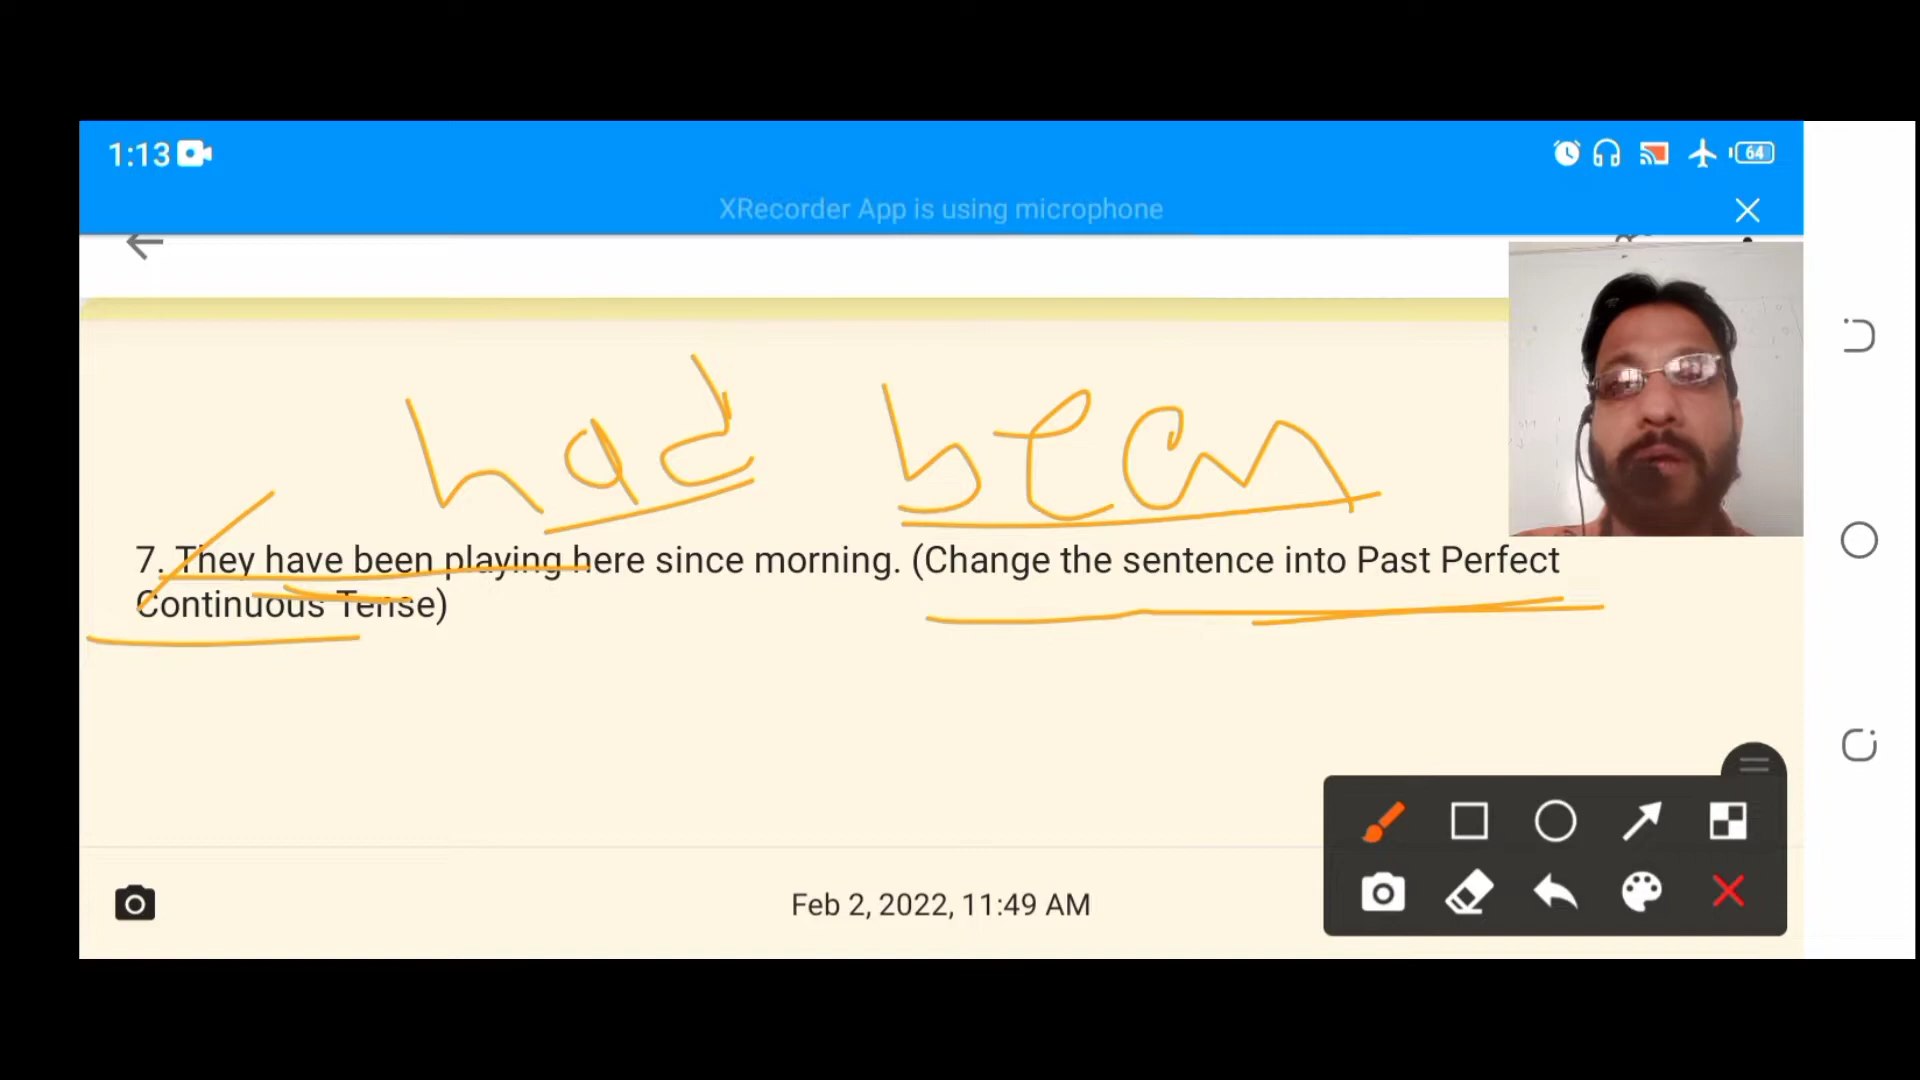 1:13
64
XRecorder App is using microphone
had been
7. They have been playing here since morning. (Change the sentence into Past Perfect
Continuous Tense)
Feb 2, 2022, 11:49 AM